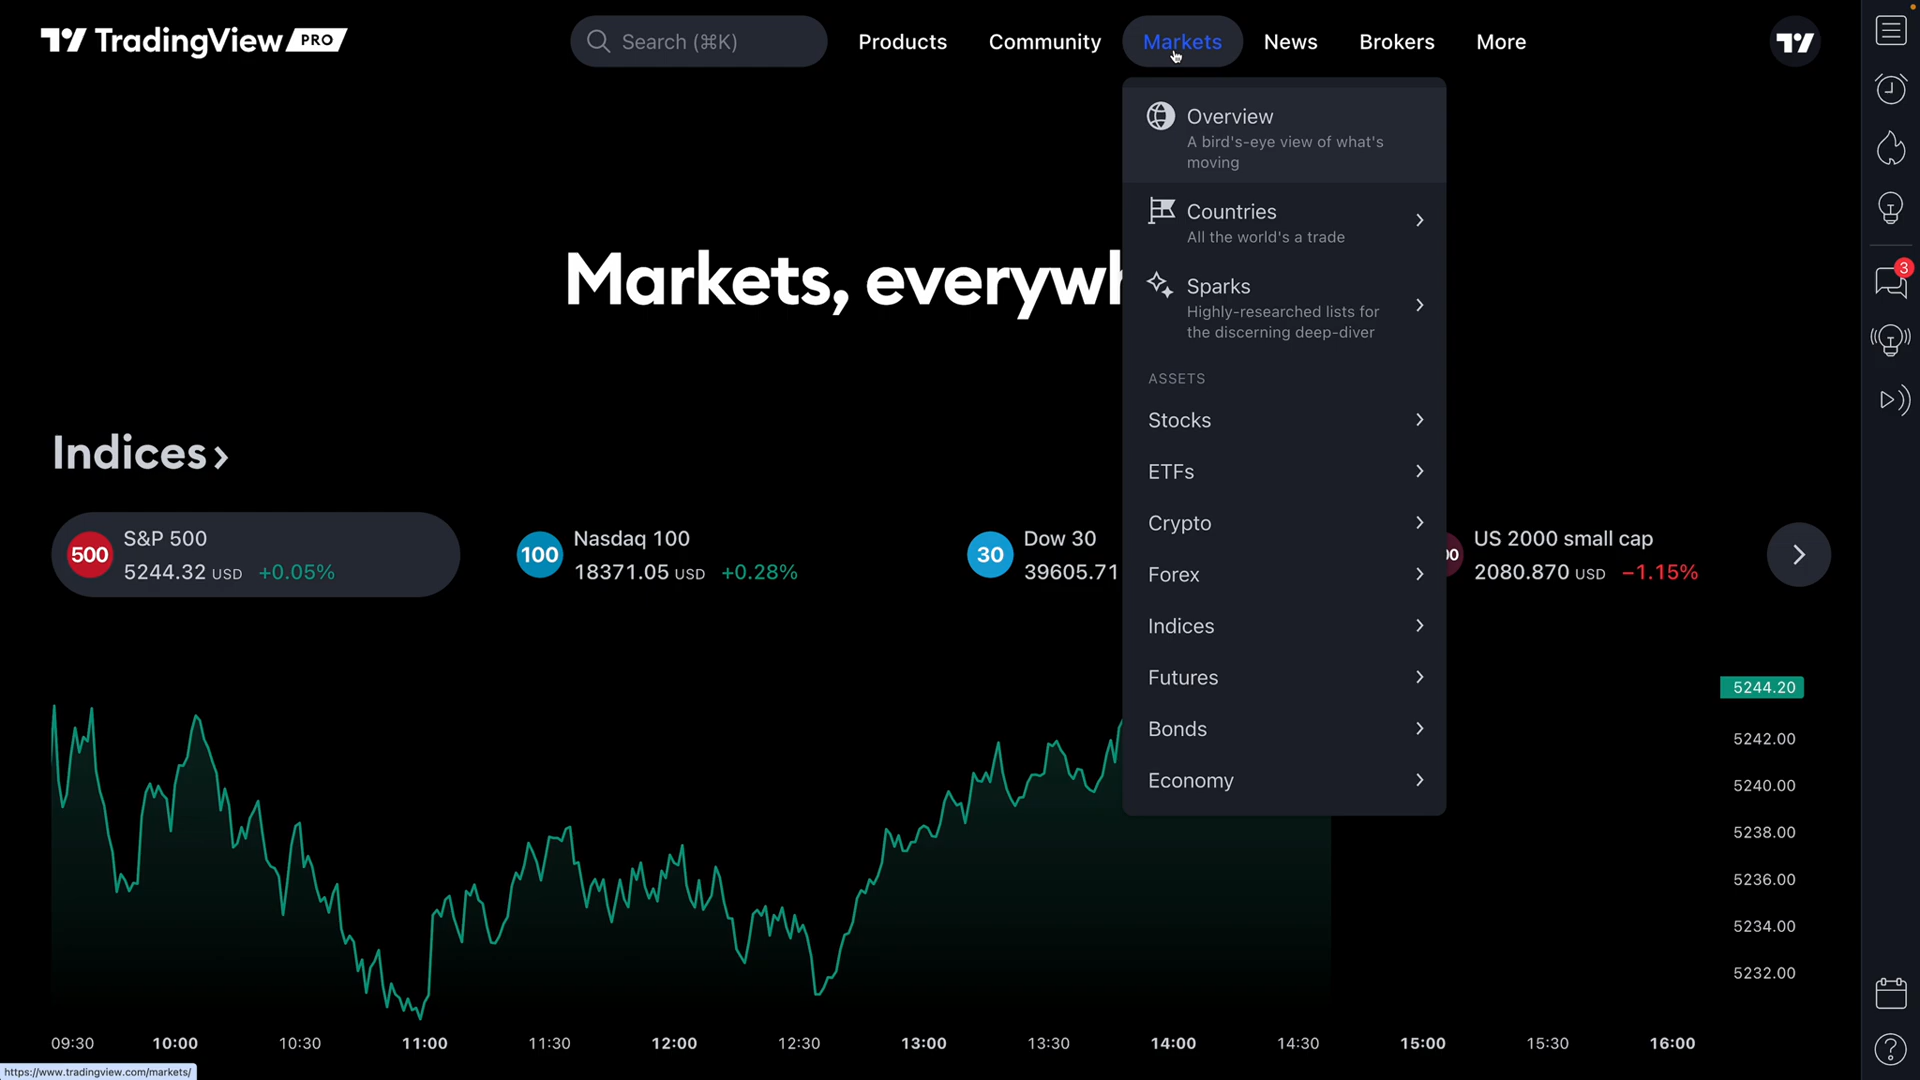 TradingView PRO
Search (⌘K)
Products
Community
Markets
News
Brokers
More
3
Overview
A bird's-eye view of what's
moving
Countries
All the world's a trade
Sparks
Highly-researched lists for
the discerning deep-diver
ASSETS
Stocks
ETFs
Crypto
Forex
Indices
Futures
Bonds
Economy
Markets, everywh
Indices
500
S&P 500
5244.32 USD +0.05%
100
Nasdaq 100
18371.05 USD +0.28%
30
Dow 30
39605.71
00
US 2000 small cap
2080.870 USD −1.15%
5244.20
5242.00
5240.00
5238.00
5236.00
5234.00
5232.00
09:30 10:00 10:30 11:00 11:30 12:00 12:30 13:00 13:30 14:00 14:30 15:00 15:30 16:00
https://www.tradingview.com/markets/